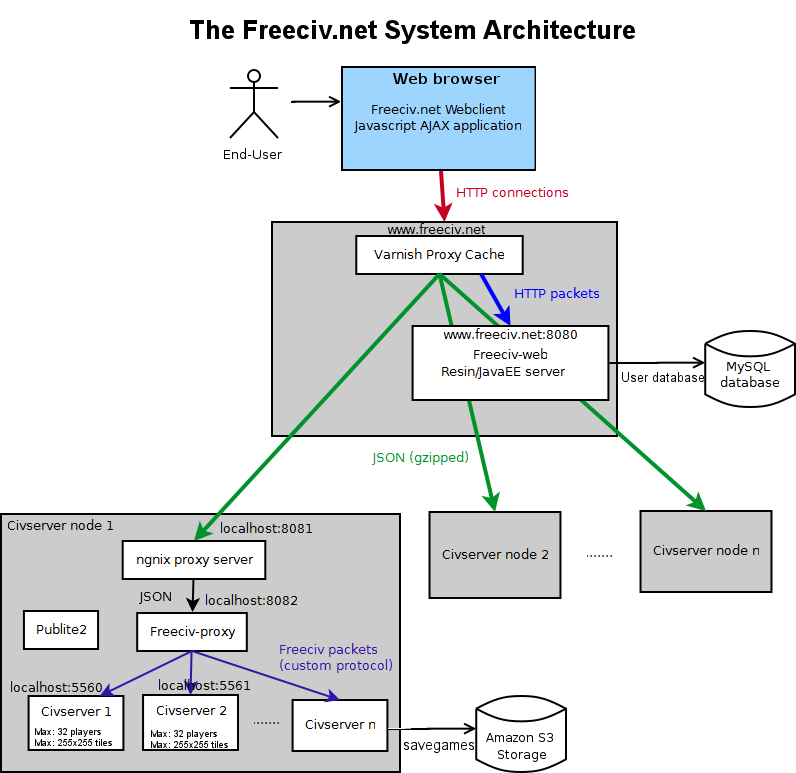 The Freeciv.net System Architecture
Web browser
Freeciv.net Webclient
Javascript AJAX application
End-User
HTTP connections
www.freeciv.net
Varnish Proxy Cache
HTTP packets
www.freeciv.net:8080
Freeciv-web
Resin/JavaEE server
User database
MySQL
database
JSON (gzipped)
Civserver node 1
localhost:8081
ngnix proxy server
JSON
localhost:8082
Publite2
Freeciv-proxy
Freeciv packets
(custom protocol)
localhost:5560
localhost:5561
Civserver 1
Max: 32 players
Max: 255x255 tiles
Civserver 2
Max: 32 players
Max: 255x255 tiles
.......
Civserver n
savegames
Amazon S3
Storage
Civserver node 2
.......
Civserver node n